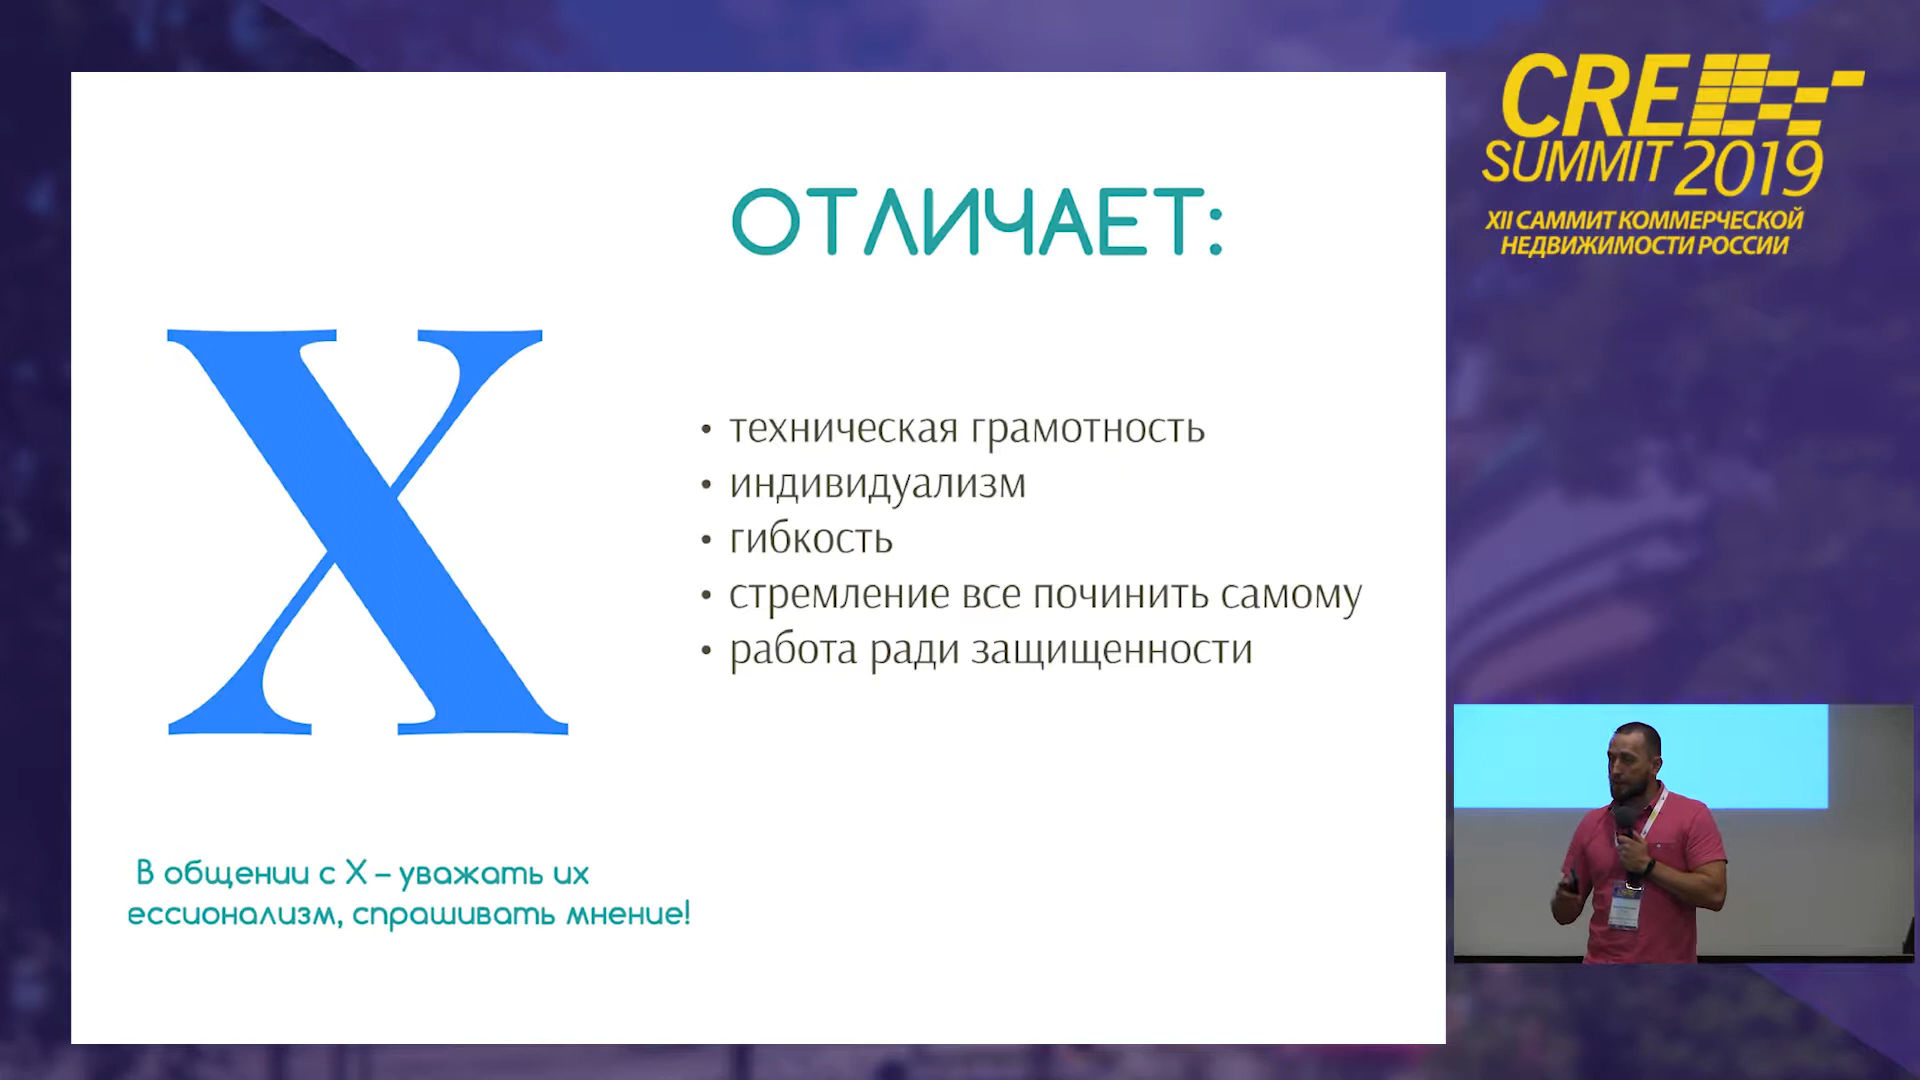 ОТЛИЧАЕТ:
X
• техническая грамотность
• индивидуализм
• гибкость
• стремление все починить самому
• работа ради защищенности
В общении с X – уважать их
ессионализм, спрашивать мнение!
CRE
SUMMIT 2019
XII САММИТ КОММЕРЧЕСКОЙ
НЕДВИЖИМОСТИ РОССИИ